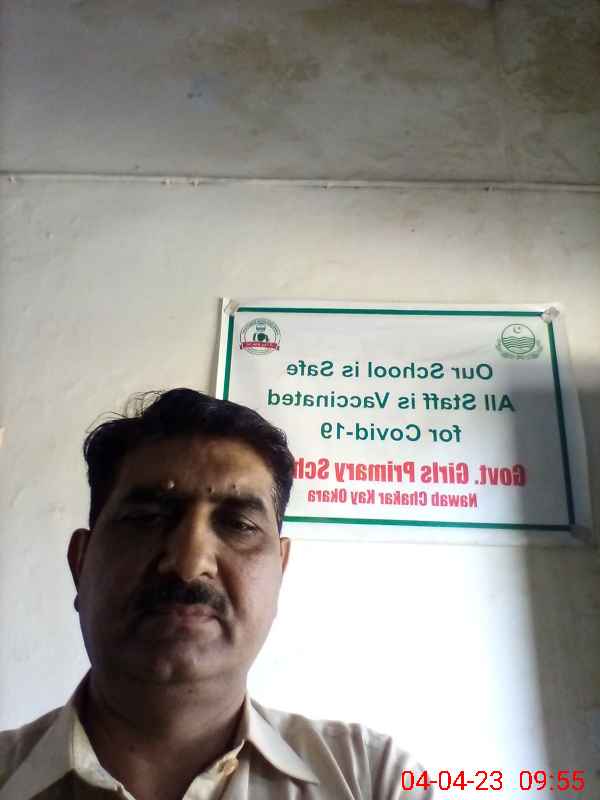 Our School is Safe
All Staff is Vaccinated
for Covid-19
Govt. Girls Primary Sch
Nawab Chakar Kay Okara
04-04-23 09:55